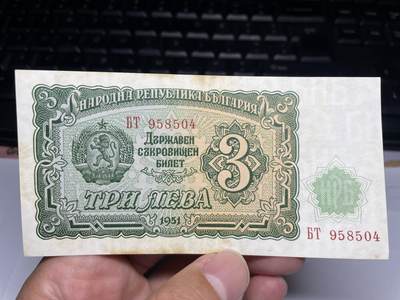 НАРОДНА РЕПУБЛИКА БЪЛГАРИЯ
БТ 958504
ДЪРЖАВЕН
СЪКРОВИЩЕН
БИЛЕТ
3
ТРИ ЛЕВА
НРБ
1951
БТ 958504